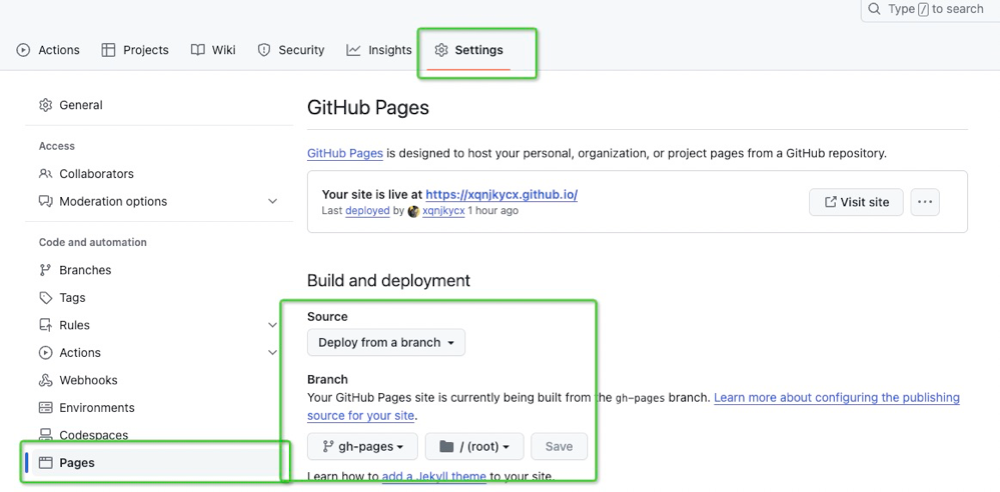 Type / to search
Actions Projects Wiki Security Insights Settings
General
Access
Collaborators
Moderation options
Code and automation
Branches
Tags
Rules
Actions
Webhooks
Environments
Codespaces
Pages
GitHub Pages
GitHub Pages is designed to host your personal, organization, or project pages from a GitHub repository.
Your site is live at https://xqnjkycx.github.io/
Last deployed by xqnjkycx 1 hour ago
Visit site
Build and deployment
Source
Deploy from a branch
Branch
Your GitHub Pages site is currently being built from the gh-pages branch. Learn more about configuring the publishing
source for your site.
gh-pages / (root) Save
Learn how to add a Jekyll theme to your site.